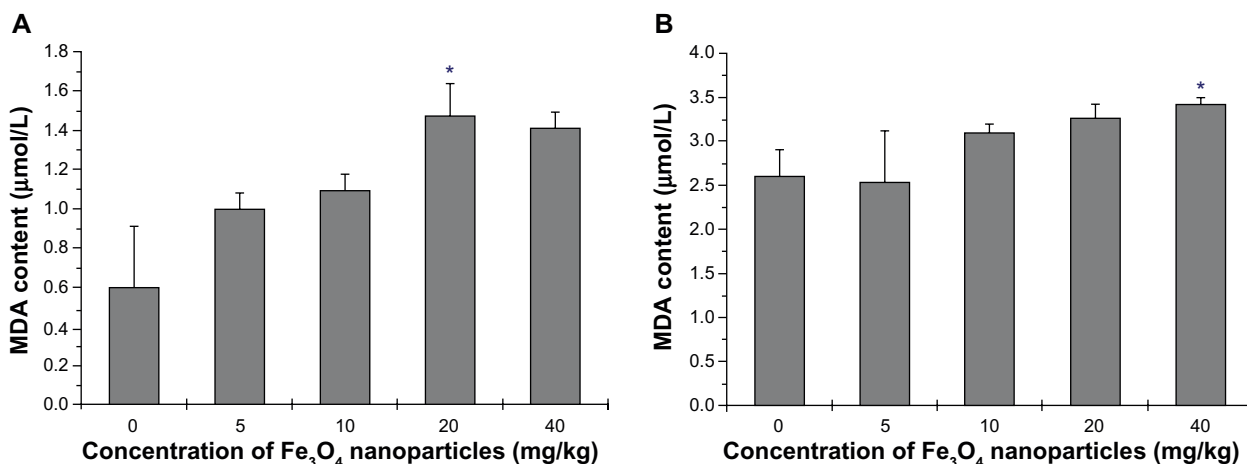 A
MDA content (μmol/L)
1.8
1.6
1.4
1.2
1.0
0.8
0.6
0.4
0.2
0.0
*
0 5 10 20 40
Concentration of Fe₃O₄ nanoparticles (mg/kg)
B
MDA content (μmol/L)
4.0
3.5
3.0
2.5
2.0
1.5
1.0
0.5
0.0
*
0 5 10 20 40
Concentration of Fe₃O₄ nanoparticles (mg/kg)